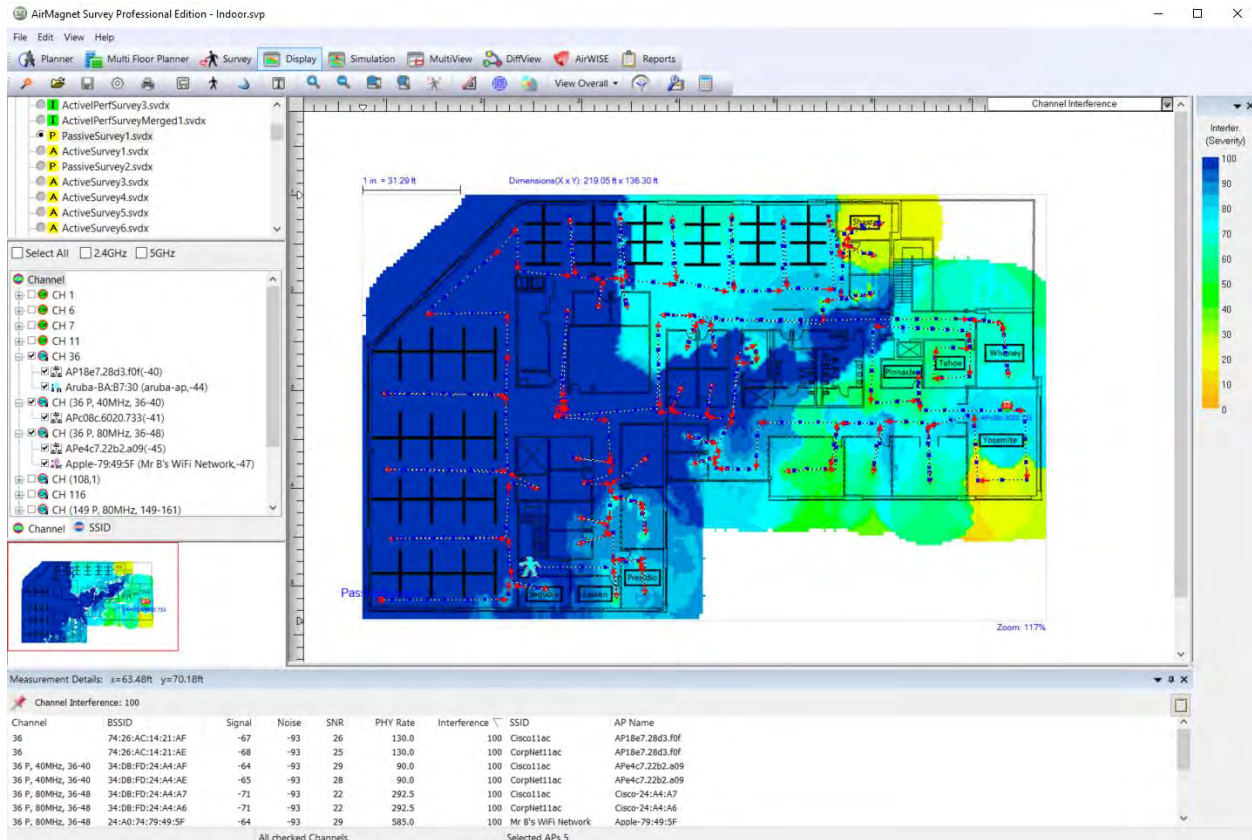 AirMagnet Survey Professional Edition - Indoor.svp
File Edit View Help
Planner Multi Floor Planner Survey Display Simulation MultiView DiffView AirWISE Reports
View Overall
ActiveIPerfSurvey3.svdx
ActiveIPerfSurveyMerged1.svdx
PassiveSurvey1.svdx
ActiveSurvey1.svdx
PassiveSurvey2.svdx
ActiveSurvey3.svdx
ActiveSurvey4.svdx
ActiveSurvey5.svdx
ActiveSurvey6.svdx
Select All 2.4GHz 5GHz
Channel
CH 1
CH 6
CH 7
CH 11
CH 36
AP18e7.28d3.f0f(-40)
Aruba-BA:B7:30 (aruba-ap,-44)
CH (36 P, 40MHz, 36-40)
APc08c.6020.733(-41)
CH (36 P, 80MHz, 36-48)
APe4c7.22b2.a09(-45)
Apple-79:49:5F (Mr B's WiFi Network,-47)
CH (108,1)
CH 116
CH (149 P, 80MHz, 149-161)
Channel SSID
Channel Interference
1 in. = 31.29 ft
Dimensions(X x Y): 219.05 ft x 136.30 ft
Shasta
Whitney
Tahoe
Pinnacles
APc08c.6020.733
Yosemite
Presidio
Sequoia
Lassen
Pas
Zoom: 117%
Interfer.
(Severity)
100
90
80
70
60
50
40
30
20
10
0
Measurement Details: x=63.48ft y=70.18ft
Channel Interference: 100
Channel BSSID Signal Noise SNR PHY Rate Interference SSID AP Name
36 74:26:AC:14:21:AF -67 -93 26 130.0 100 Cisco11ac AP18e7.28d3.f0f
36 74:26:AC:14:21:AE -68 -93 25 130.0 100 CorpNet11ac AP18e7.28d3.f0f
36 P, 40MHz, 36-40 34:DB:FD:24:A4:AF -64 -93 29 90.0 100 Cisco11ac APe4c7.22b2.a09
36 P, 40MHz, 36-40 34:DB:FD:24:A4:AE -65 -93 28 90.0 100 CorpNet11ac APe4c7.22b2.a09
36 P, 80MHz, 36-48 34:DB:FD:24:A4:A7 -71 -93 22 292.5 100 Cisco11ac Cisco-24:A4:A7
36 P, 80MHz, 36-48 34:DB:FD:24:A4:A6 -71 -93 22 292.5 100 CorpNet11ac Cisco-24:A4:A6
36 P, 80MHz, 36-48 24:A0:74:79:49:5F -64 -93 29 585.0 100 Mr B's WiFi Network Apple-79:49:5F
All checked Channels Selected APs 5